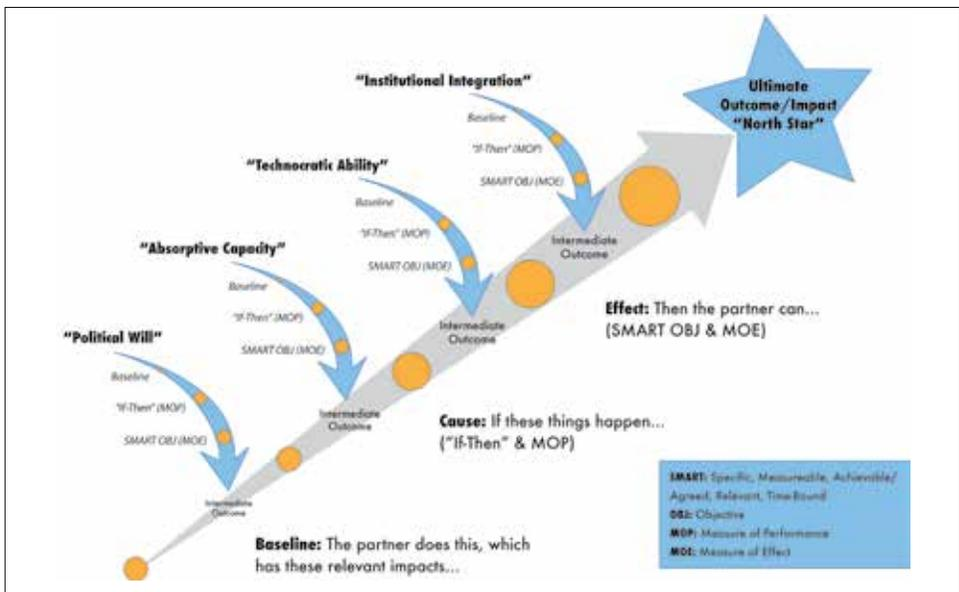 Ultimate
Outcome/Impact
"North Star"
"Institutional Integration"
Baseline
"If-Then" (MOP)
SMART OBJ (MOE)
Intermediate
Outcome
"Technocratic Ability"
Baseline
"If-Then" (MOP)
SMART OBJ (MOE)
Intermediate
Outcome
"Absorptive Capacity"
Baseline
"If-Then" (MOP)
SMART OBJ (MOE)
Intermediate
Outcome
"Political Will"
Baseline
"If-Then" (MOP)
SMART OBJ (MOE)
Intermediate
Outcome
Effect: Then the partner can...
(SMART OBJ & MOE)
Cause: If these things happen...
("If-Then" & MOP)
Baseline: The partner does this, which
has these relevant impacts...
SMART: Specific, Measureable, Achievable/
Agreed, Relevant, Time-Bound
OBJ: Objective
MOP: Measure of Performance
MOE: Measure of Effect